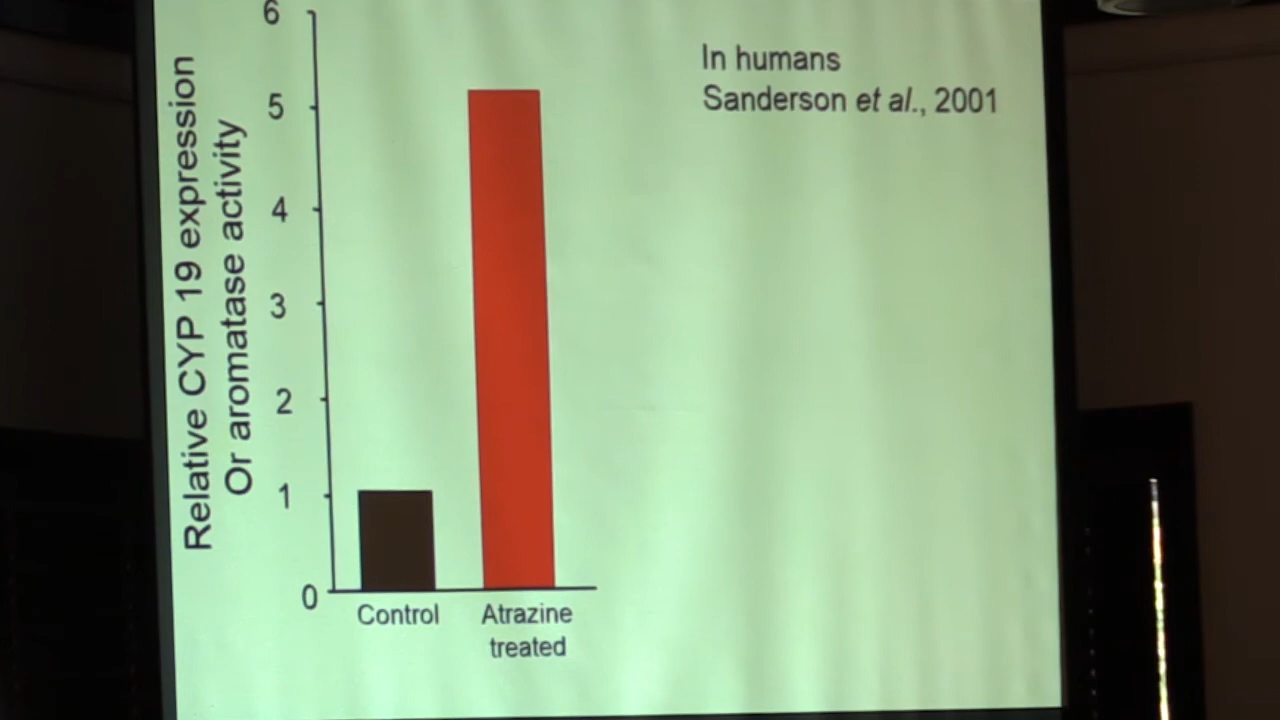 Relative CYP 19 expression
Or aromatase activity
6
5
4
3
2
1
0
Control
Atrazine
treated
In humans
Sanderson et al., 2001